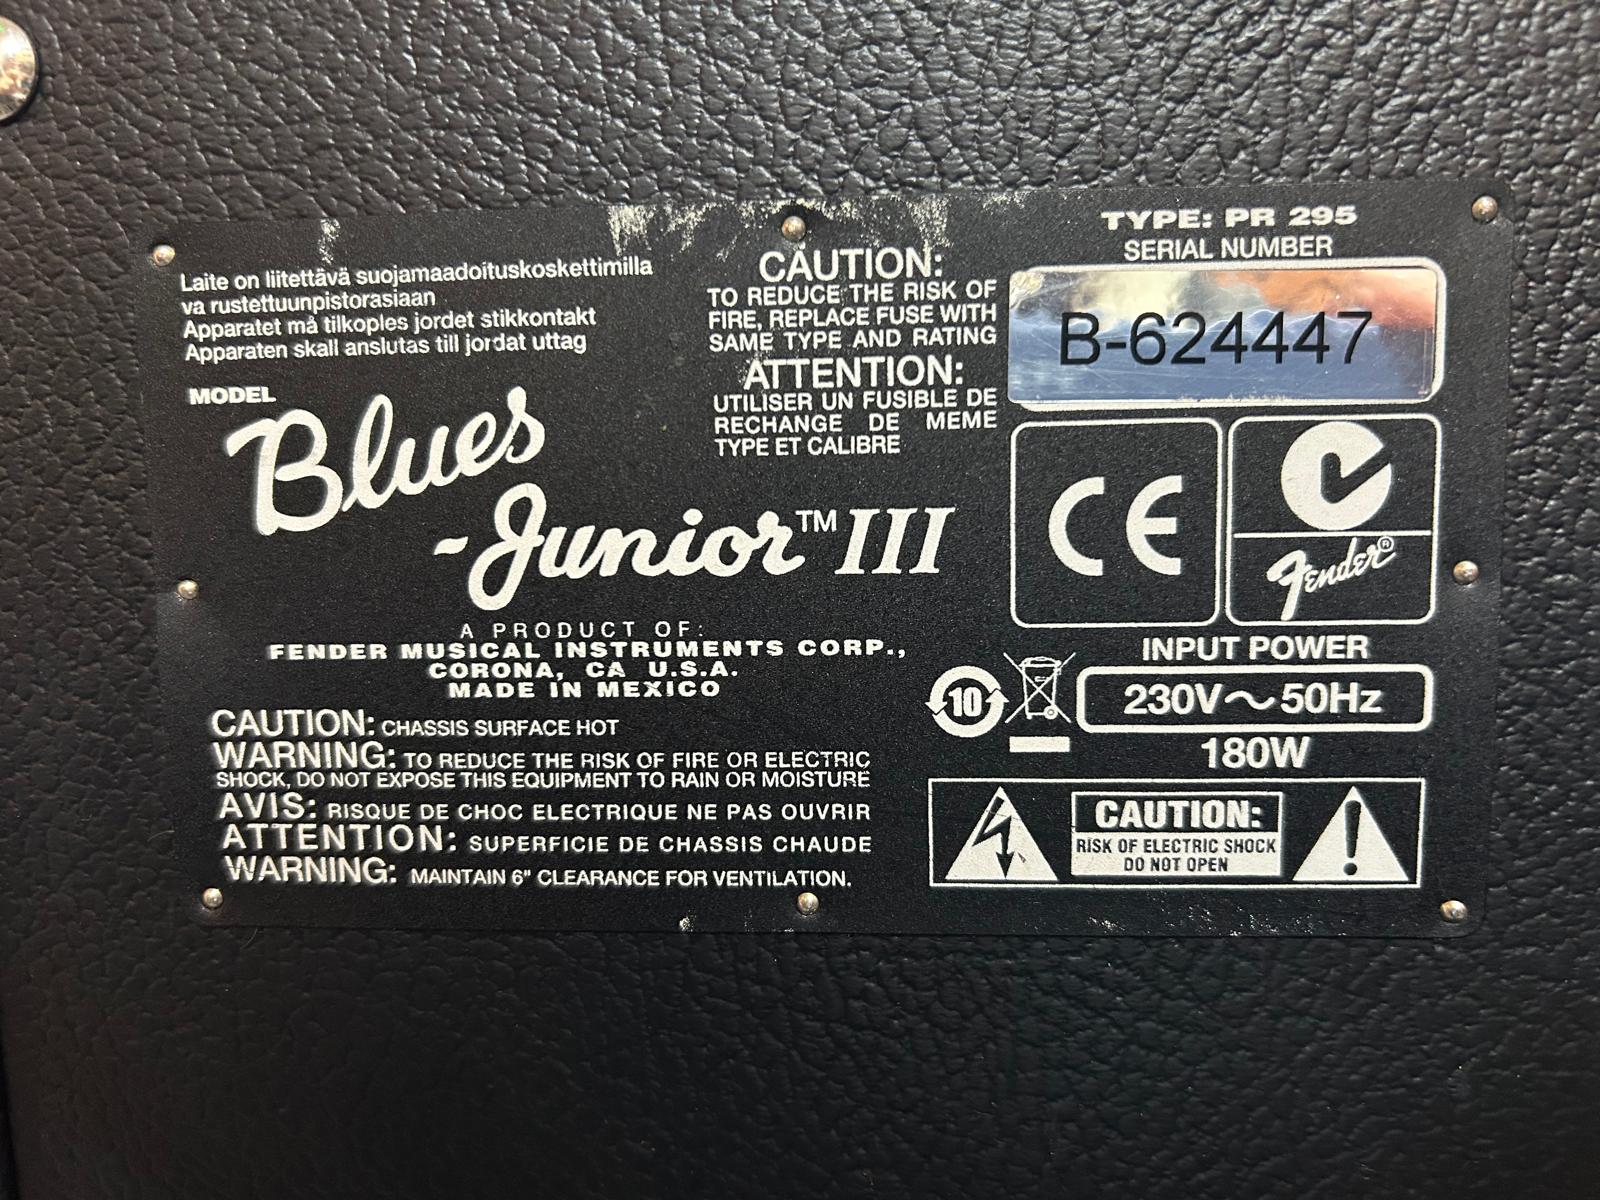 Laite on liitettävä suojamaadoituskoskettimilla
va rustettuunpistorasiaan
Apparatet må tilkoples jordet stikkontakt
Apparaten skall anslutas till jordat uttag
MODEL
Blues
Junior™ III
A PRODUCT OF:
FENDER MUSICAL INSTRUMENTS CORP.,
CORONA, CA U.S.A.
MADE IN MEXICO
CAUTION: CHASSIS SURFACE HOT
WARNING: TO REDUCE THE RISK OF FIRE OR ELECTRIC
SHOCK, DO NOT EXPOSE THIS EQUIPMENT TO RAIN OR MOISTURE
AVIS: RISQUE DE CHOC ELECTRIQUE NE PAS OUVRIR
ATTENTION: SUPERFICIE DE CHASSIS CHAUDE
WARNING: MAINTAIN 6" CLEARANCE FOR VENTILATION.
CAUTION:
TO REDUCE THE RISK OF
FIRE, REPLACE FUSE WITH
SAME TYPE AND RATING
ATTENTION:
UTILISER UN FUSIBLE DE
RECHANGE DE MEME
TYPE ET CALIBRE
TYPE: PR 295
SERIAL NUMBER
B-624447
CE
Fender®
INPUT POWER
10
230V~50Hz
180W
CAUTION:
RISK OF ELECTRIC SHOCK
DO NOT OPEN